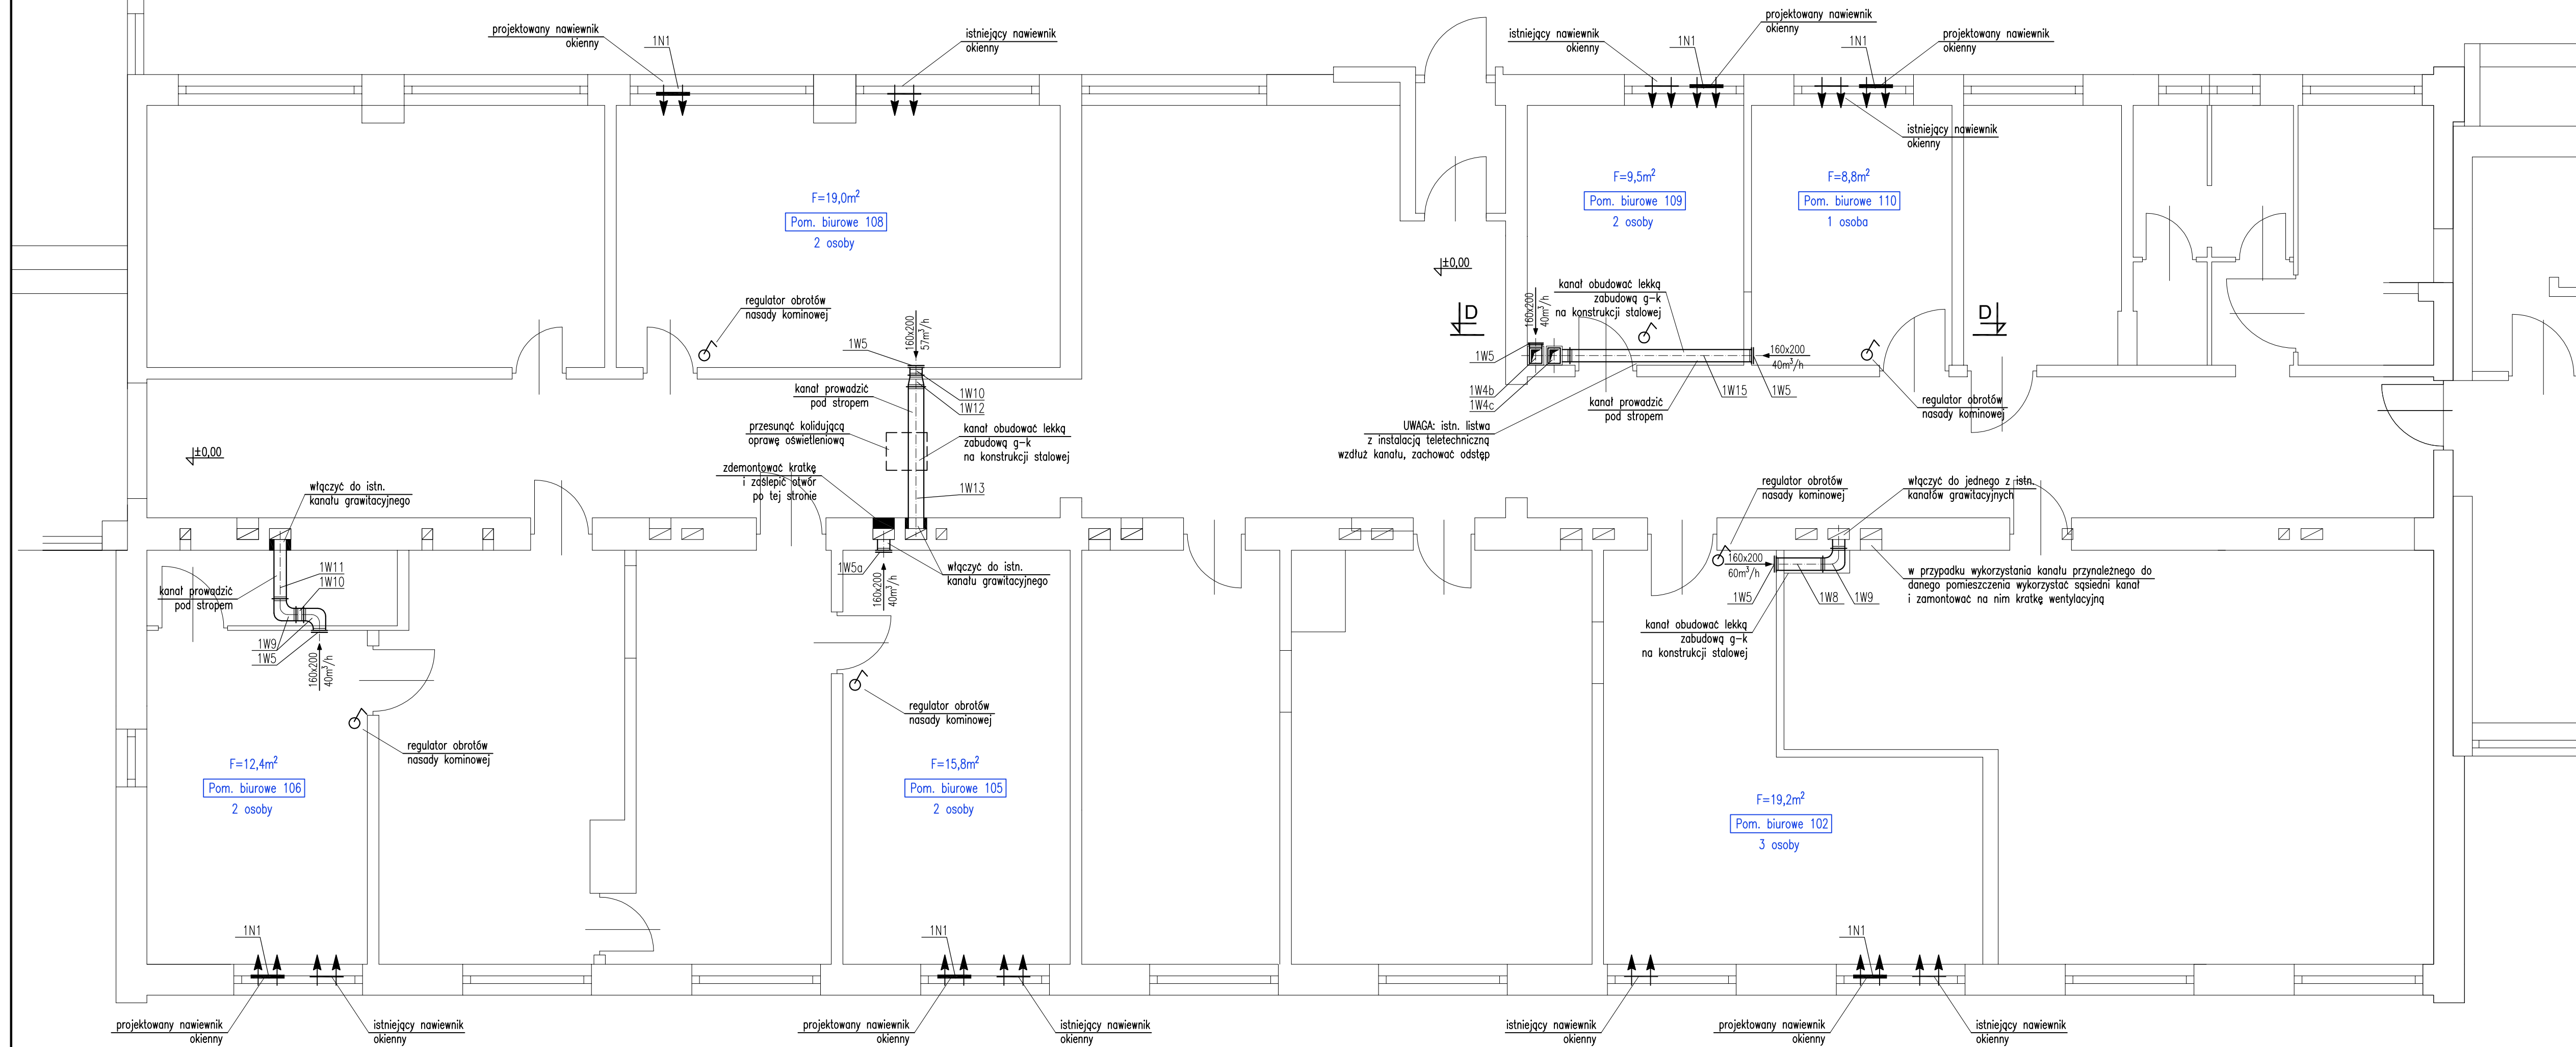 projektowany nawiewnik
okienny
1N1
istniejący nawiewnik
okienny
istniejący nawiewnik
okienny
1N1
projektowany nawiewnik
okienny
1N1
projektowany nawiewnik
okienny
istniejący nawiewnik
okienny
F=19,0m²
Pom. biurowe 108
2 osoby
F=9,5m²
Pom. biurowe 109
2 osoby
F=8,8m²
Pom. biurowe 110
1 osoba
±0,00
regulator obrotów
nasady kominowej
160x200
57m³/h
1W5
1W10
1W12
kanał prowadzić
pod stropem
przesunąć kolidującą
oprawę oświetleniową
kanał obudować lekką
zabudową g-k
na konstrukcji stalowej
zdemontować kratkę
i zaślepić otwór
po tej stronie
1W13
D
160x200
40m³/h
kanał obudować lekką
zabudową g-k
na konstrukcji stalowej
D
1W5
1W4b
1W4c
160x200
40m³/h
1W15
1W5
kanał prowadzić
pod stropem
UWAGA: istn. listwa
z instalacją teletechniczną
wzdłuż kanału, zachować odstęp
regulator obrotów
nasady kominowej
±0,00
włączyć do istn.
kanału grawitacyjnego
1W11
1W10
kanał prowadzić
pod stropem
1W9
1W5
160x200
40m³/h
1W5a
160x200
40m³/h
włączyć do istn.
kanału grawitacyjnego
regulator obrotów
nasady kominowej
włączyć do jednego z istn.
kanałów grawitacyjnych
160x200
60m³/h
1W5
1W8
1W9
w przypadku wykorzystania kanału przynależnego do
danego pomieszczenia wykorzystać sąsiedni kanał
i zamontować na nim kratkę wentylacyjną
kanał obudować lekką
zabudową g-k
na konstrukcji stalowej
regulator obrotów
nasady kominowej
regulator obrotów
nasady kominowej
F=12,4m²
Pom. biurowe 106
2 osoby
F=15,8m²
Pom. biurowe 105
2 osoby
F=19,2m²
Pom. biurowe 102
3 osoby
1N1
1N1
1N1
projektowany nawiewnik
okienny
istniejący nawiewnik
okienny
projektowany nawiewnik
okienny
istniejący nawiewnik
okienny
istniejący nawiewnik
okienny
projektowany nawiewnik
okienny
istniejący nawiewnik
okienny